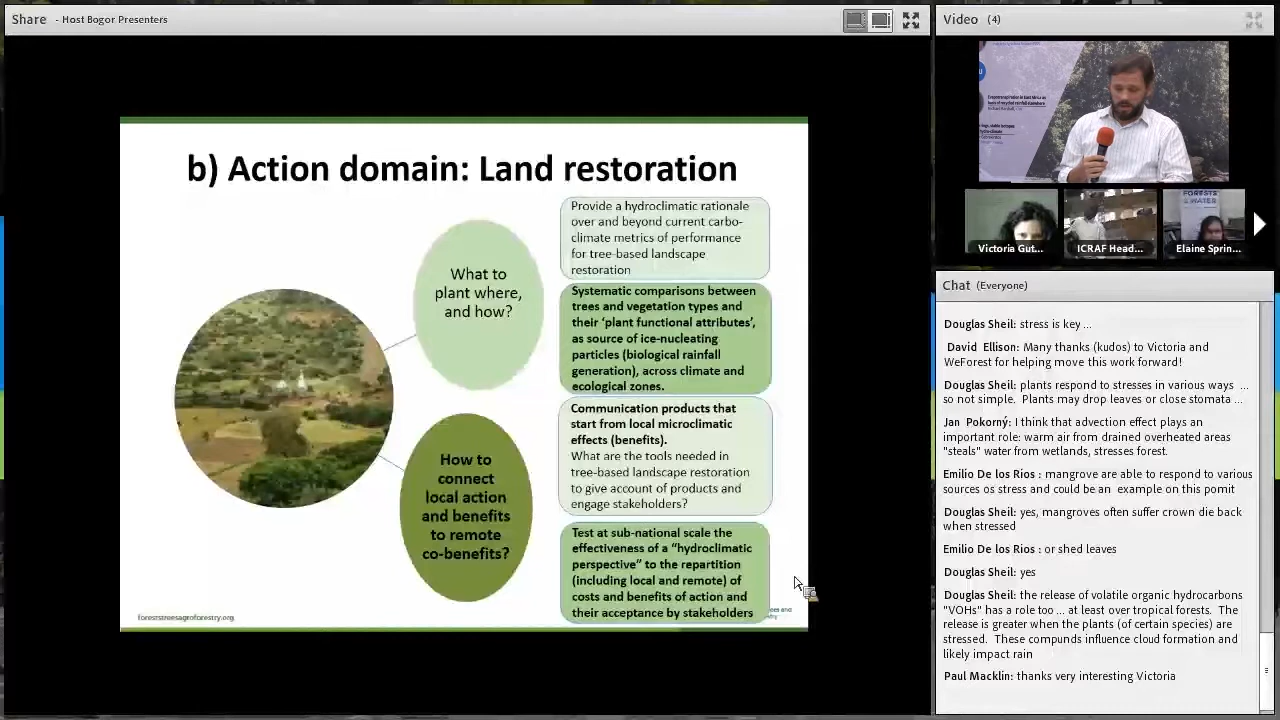 Share - Host Bogor Presenters
b) Action domain: Land restoration
What to
plant where,
and how?
How to
connect
local action
and benefits
to remote
co-benefits?
Provide a hydroclimatic rationale
over and beyond current carbo-
climate metrics of performance
for tree-based landscape
restoration
Systematic comparisons between
trees and vegetation types and
their ‘plant functional attributes’,
as source of ice-nucleating
particles (biological rainfall
generation), across climate and
ecological zones.
Communication products that
start from local microclimatic
effects (benefits).
What are the tools needed in
tree-based landscape restoration
to give account of products and
engage stakeholders?
Test at sub-national scale the
effectiveness of a “hydroclimatic
perspective” to the repartition
(including local and remote) of
costs and benefits of action and
their acceptance by stakeholders
foreststreesagroforestry.org
Video (4)
Evapotranspiration in East Africa as
FORESTS
& WATER
Victoria Gut...
ICRAF Head...
Elaine Sprin...
Chat (Everyone)
Douglas Sheil: stress is key ...
David Ellison: Many thanks (kudos) to Victoria and
WeForest for helping move this work forward!
Douglas Sheil: plants respond to stresses in various ways ...
so not simple. Plants may drop leaves or close stomata ...
Jan Pokorný: I think that advection effect plays an
important role: warm air from drained overheated areas
"steals" water from wetlands, stresses forest.
Emilio De los Rios : mangrove are able to respond to various
sources os stress and could be an example on this pomit
Douglas Sheil: yes, mangroves often suffer crown die back
when stressed
Emilio De los Rios : or shed leaves
Douglas Sheil: yes
Douglas Sheil: the release of volatile organic hydrocarbons
"VOHs" has a role too ... at least over tropical forests. The
release is greater when the plants (of certain species) are
stressed. These compunds influence cloud formation and
likely impact rain
Paul Macklin: thanks very interesting Victoria